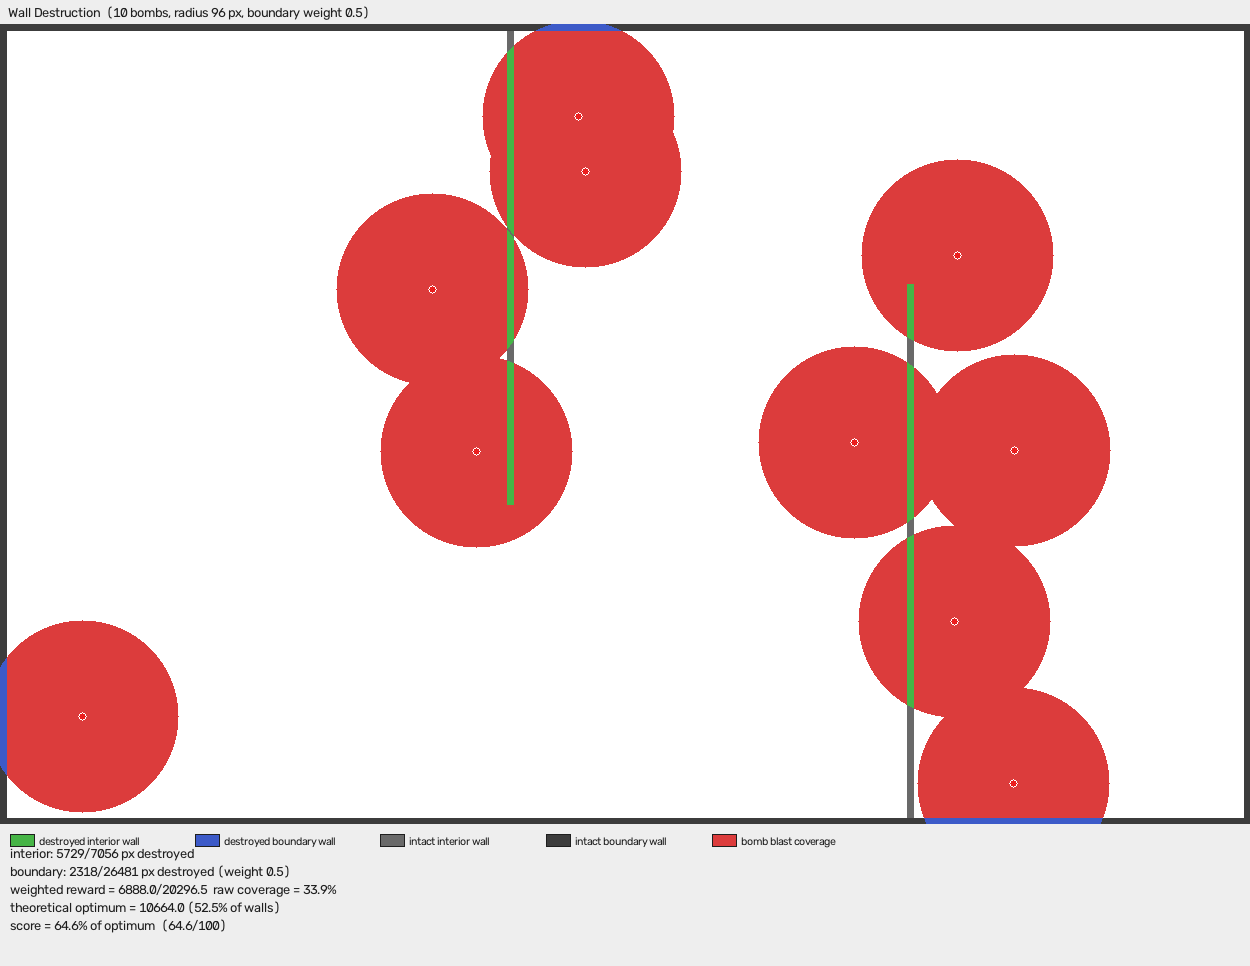 Wall Destruction  (10 bombs, radius 96 px, boundary weight 0.5)
destroyed interior wall  destroyed boundary wall  intact interior wall  intact boundary wall  bomb blast coverage
interior: 5729/7056 px destroyed
boundary: 2318/26481 px destroyed (weight 0.5)
weighted reward = 6888.0/20296.5  raw coverage = 33.9%
theoretical optimum = 10664.0 (52.5% of walls)
score = 64.6% of optimum  (64.6/100)